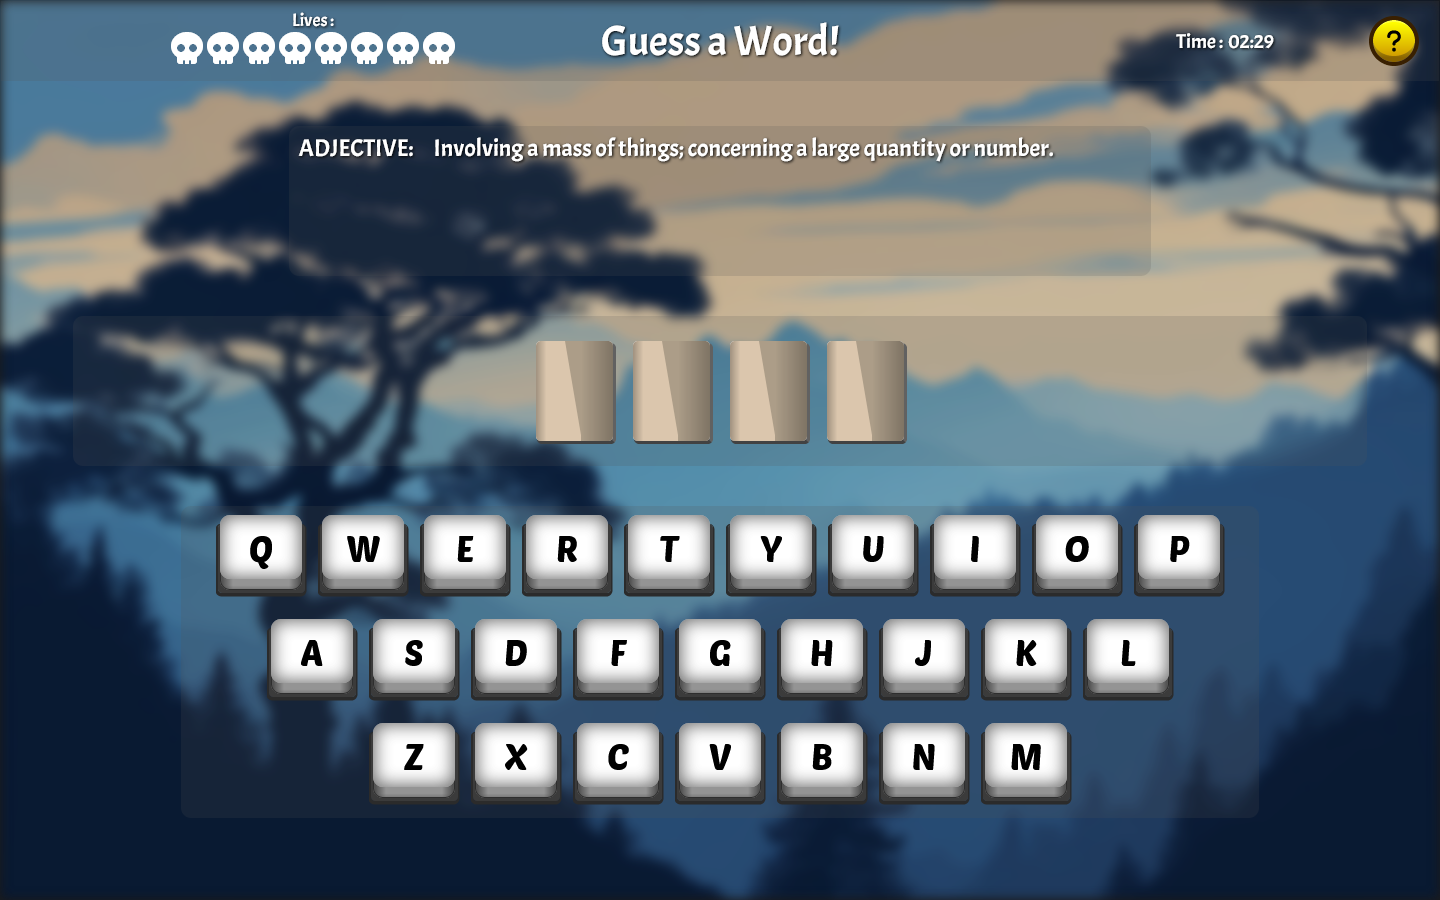 Lives :
Guess a Word!
Time : 02:29
?
ADJECTIVE: Involving a mass of things; concerning a large quantity or number.
Q W E R T Y U I O P
A S D F G H J K L
Z X C V B N M